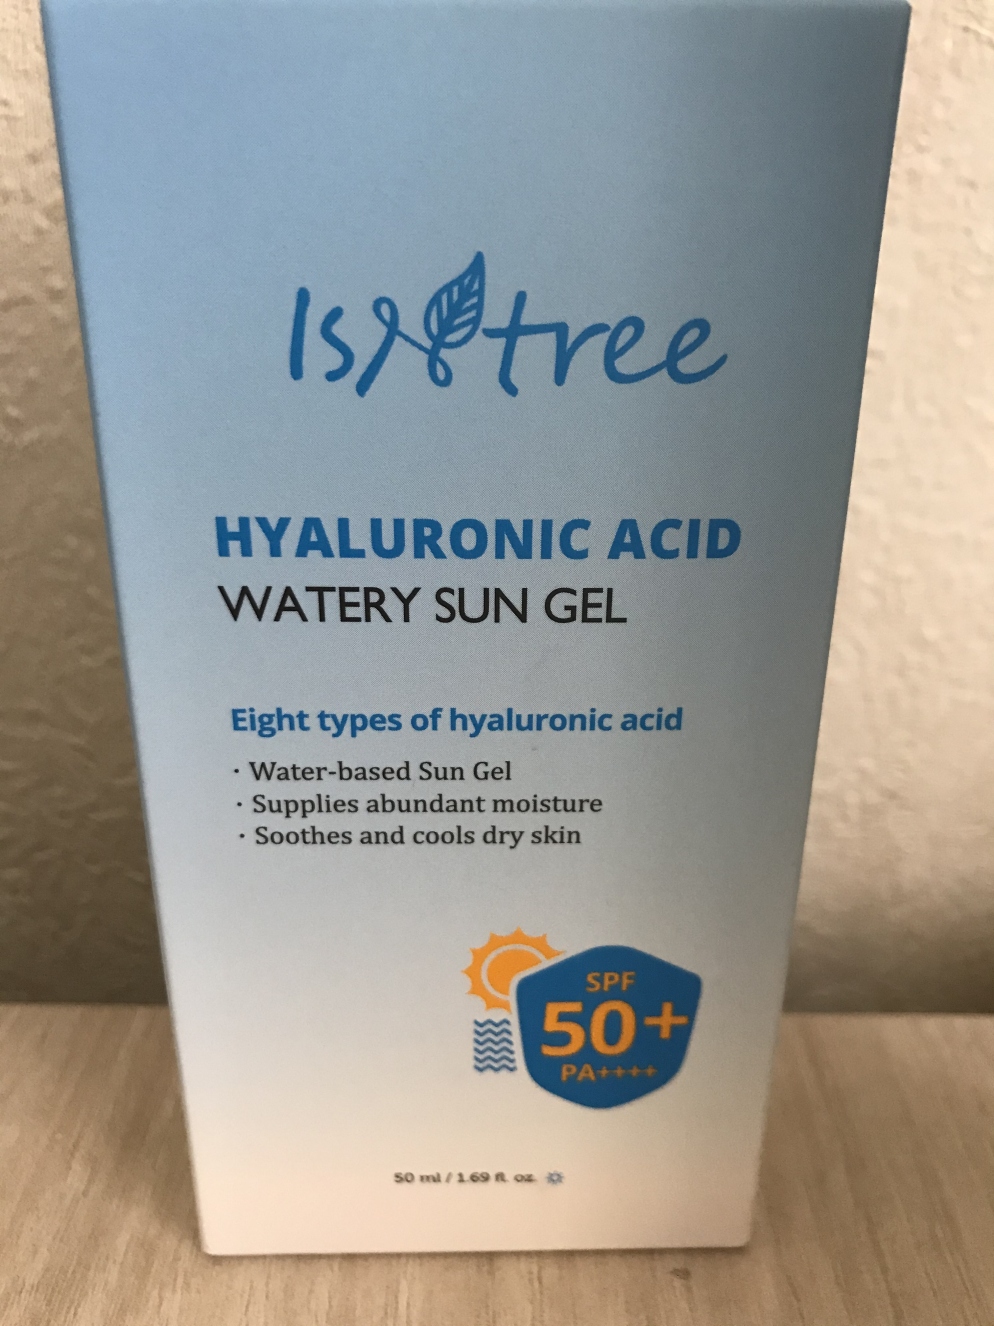 Isntree
HYALURONIC ACID
WATERY SUN GEL
Eight types of hyaluronic acid
· Water-based Sun Gel
· Supplies abundant moisture
· Soothes and cools dry skin
SPF
50+
PA++++
50 ml / 1.69 fl. oz.